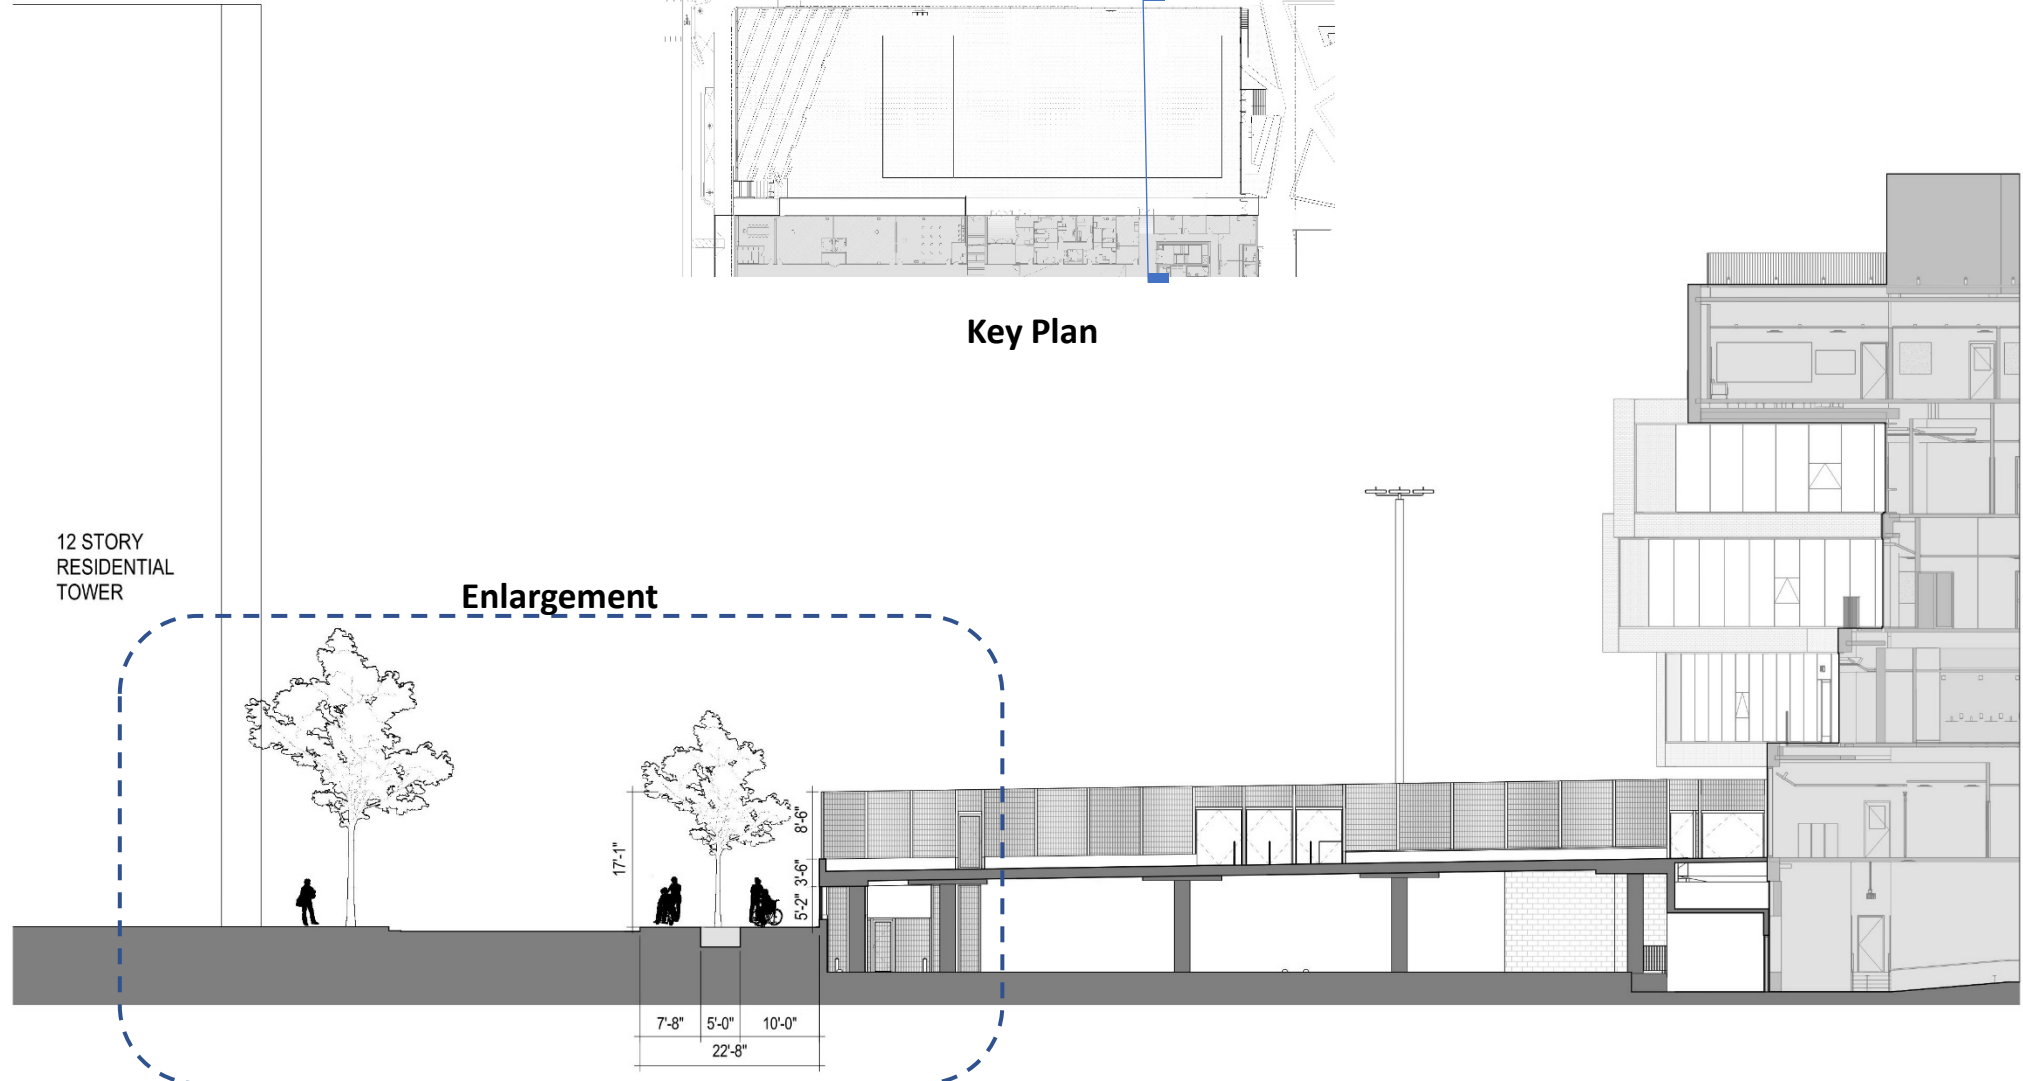 Key Plan
12 STORY
RESIDENTIAL
TOWER
Enlargement
17'-1"
8'-6"
3'-6"
5'-2"
7'-8"
5'-0"
10'-0"
22'-8"